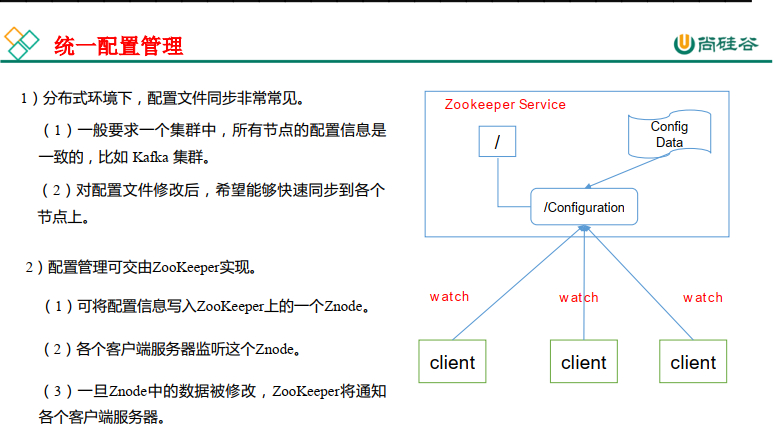 统一配置管理
尚硅谷
1）分布式环境下，配置文件同步非常常见。
（1）一般要求一个集群中，所有节点的配置信息是
一致的，比如 Kafka 集群。
（2）对配置文件修改后，希望能够快速同步到各个
节点上。
2）配置管理可交由ZooKeeper实现。
（1）可将配置信息写入ZooKeeper上的一个Znode。
（2）各个客户端服务器监听这个Znode。
（3）一旦Znode中的数据被修改，ZooKeeper将通知
各个客户端服务器。
Zookeeper Service
/
Config
Data
/Configuration
watch
watch
watch
client
client
client